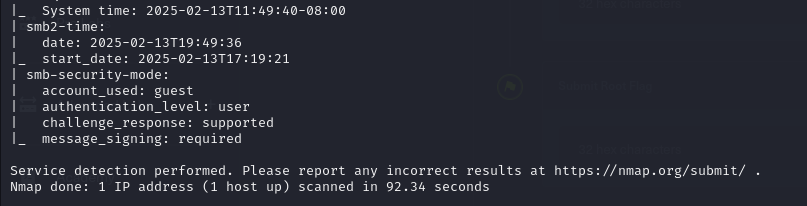 |_  System time: 2025-02-13T11:49:40-08:00
| smb2-time:
|   date: 2025-02-13T19:49:36
|_  start_date: 2025-02-13T17:19:21
| smb-security-mode:
|   account_used: guest
|   authentication_level: user
|   challenge_response: supported
|_  message_signing: required
Service detection performed. Please report any incorrect results at https://nmap.org/submit/ .
Nmap done: 1 IP address (1 host up) scanned in 92.34 seconds